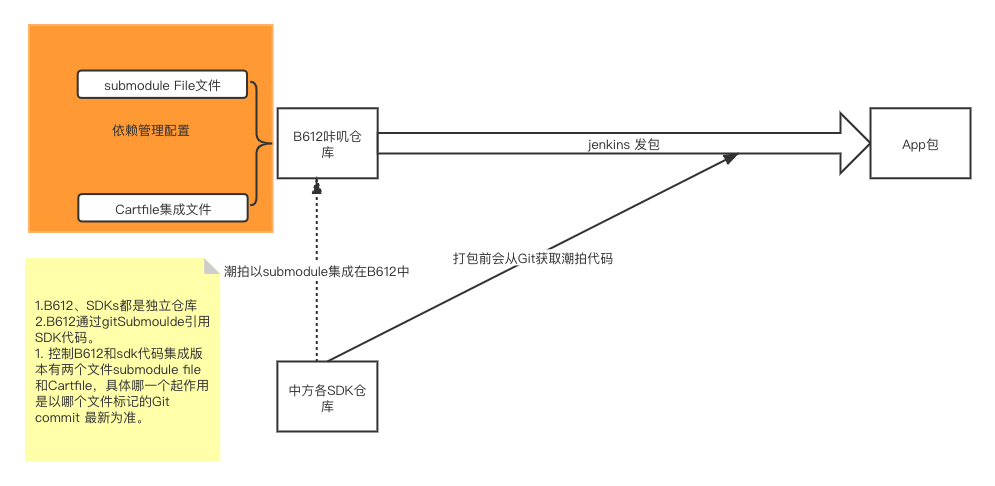 submodule File文件
依赖管理配置
Cartfile集成文件
B612咔叽仓
库
jenkins 发包
App包
打包前会从Git获取潮拍代码
潮拍以submodule集成在B612中
中方各SDK仓
库
1.B612、SDKs都是独立仓库
2.B612通过gitSubmoulde引用
SDK代码。
1. 控制B612和sdk代码集成版
本有两个文件submodule file
和Cartfile，具体哪一个起作用
是以哪个文件标记的Git
commit 最新为准。